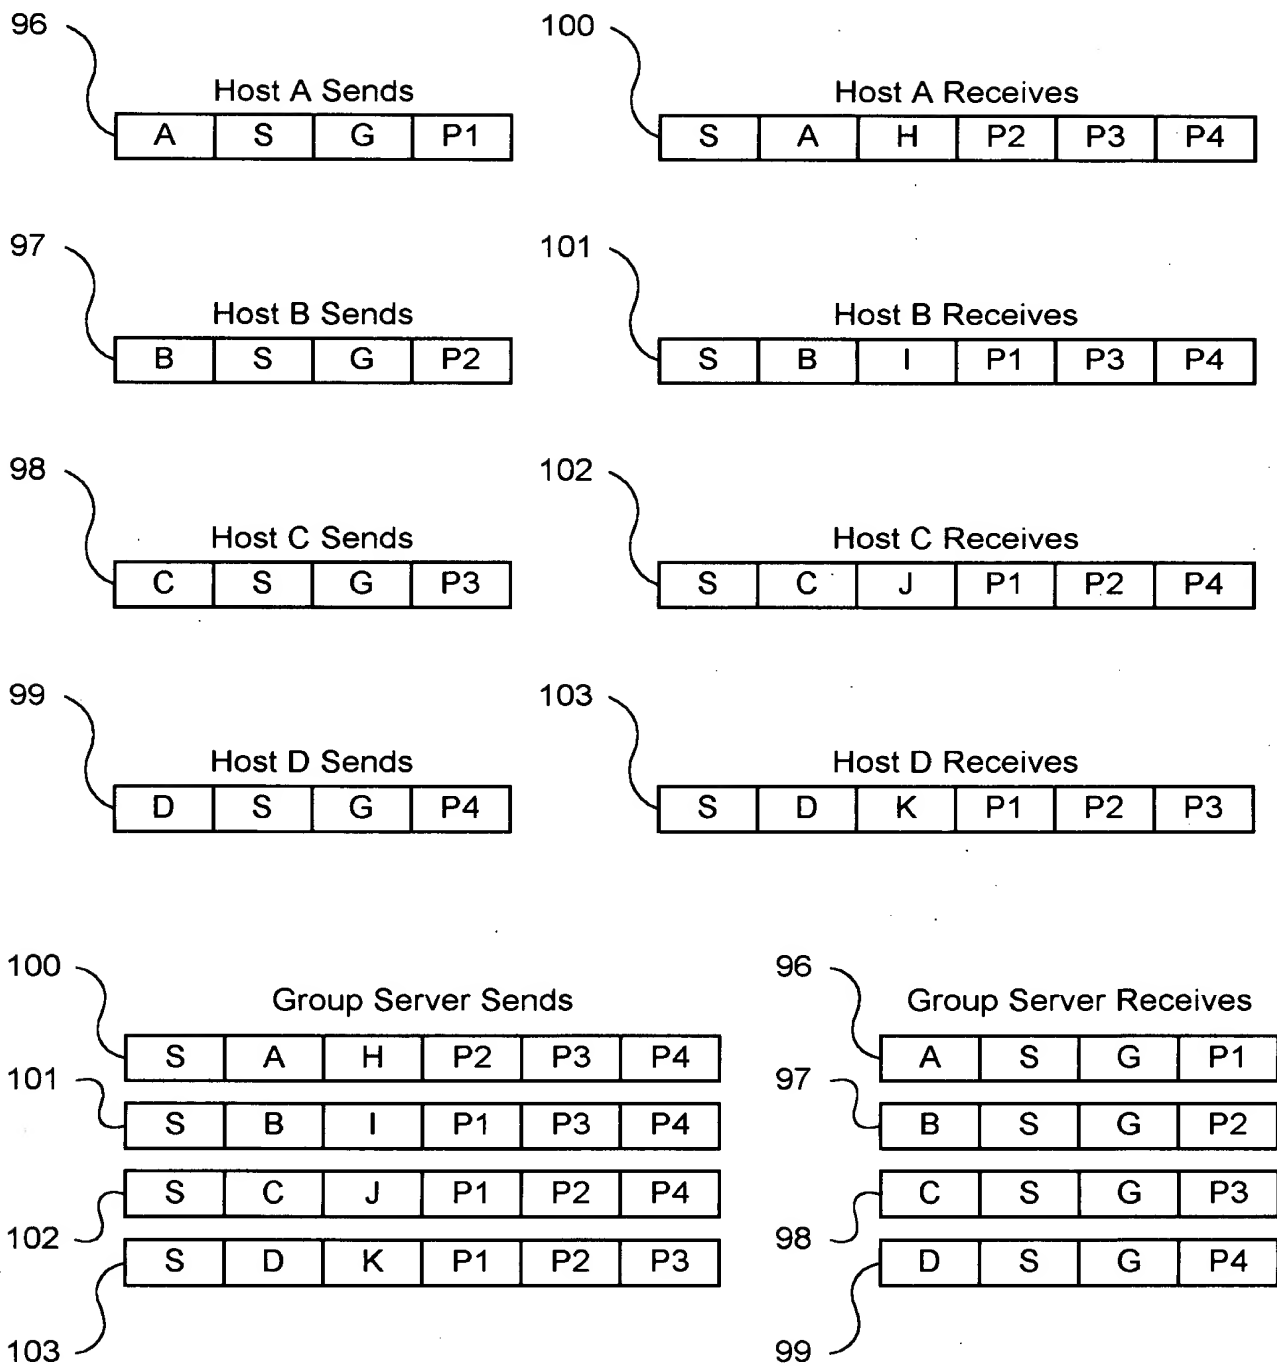 96 100
Host A Sends Host A Receives
A S G P1 S A H P2 P3 P4
97 101
Host B Sends Host B Receives
B S G P2 S B I P1 P3 P4
98 102
Host C Sends Host C Receives
C S G P3 S C J P1 P2 P4
99 103
Host D Sends Host D Receives
D S G P4 S D K P1 P2 P3
100 96
Group Server Sends Group Server Receives
S A H P2 P3 P4 A S G P1
101 97
S B I P1 P3 P4 B S G P2
S C J P1 P2 P4 C S G P3
102 98
S D K P1 P2 P3 D S G P4
103 99